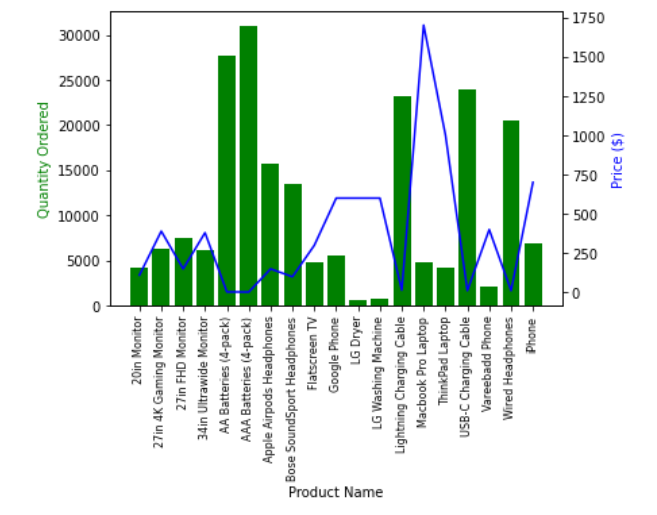 30000
25000
20000
15000
10000
5000
0
Quantity Ordered
1750
1500
1250
1000
750
500
250
0
Price ($)
20in Monitor
27in 4K Gaming Monitor
27in FHD Monitor
34in Ultrawide Monitor
AA Batteries (4-pack)
AAA Batteries (4-pack)
Apple Airpods Headphones
Bose SoundSport Headphones
Flatscreen TV
Google Phone
LG Dryer
LG Washing Machine
Lightning Charging Cable
Macbook Pro Laptop
ThinkPad Laptop
USB-C Charging Cable
Vareebadd Phone
Wired Headphones
iPhone
Product Name